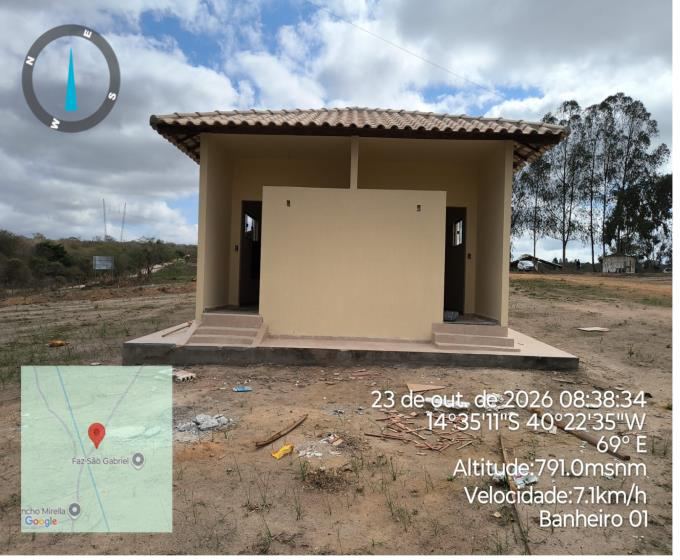 N
E
S
W
23 de out. de 2026 08:38:34
14°35'11"S 40°22'35"W
69° E
Altitude:791.0msnm
Velocidade:7.1km/h
Banheiro 01
Faz-São Gabriel
ncho Mirella
Google